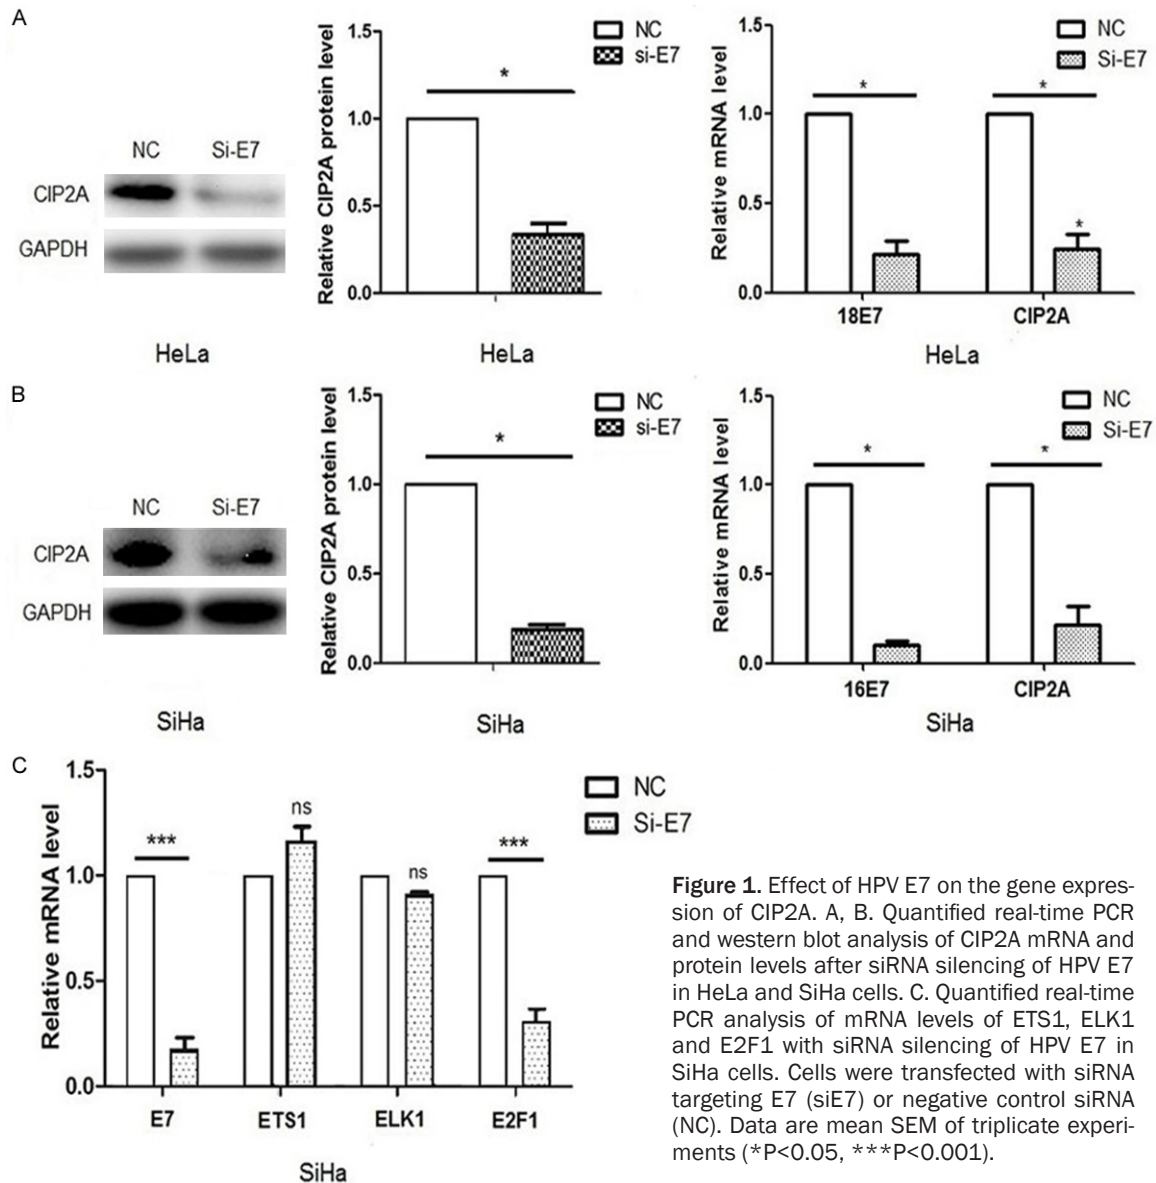 A
NC Si-E7
CIP2A
GAPDH
HeLa
Relative CIP2A protein level
1.5
1.0
0.5
0.0
*
NC
si-E7
HeLa
Relative mRNA level
1.5
1.0
0.5
0.0
* *
*
NC
Si-E7
18E7 CIP2A
HeLa
B
NC Si-E7
CIP2A
GAPDH
SiHa
Relative CIP2A protein level
1.5
1.0
0.5
0.0
*
NC
si-E7
SiHa
Relative mRNA level
1.5
1.0
0.5
0.0
* *
NC
Si-E7
16E7 CIP2A
SiHa
C
Relative mRNA level
1.5
1.0
0.5
0.0
*** ns ns ***
NC
Si-E7
E7 ETS1 ELK1 E2F1
SiHa
Figure 1. Effect of HPV E7 on the gene expres-
sion of CIP2A. A, B. Quantified real-time PCR
and western blot analysis of CIP2A mRNA and
protein levels after siRNA silencing of HPV E7
in HeLa and SiHa cells. C. Quantified real-time
PCR analysis of mRNA levels of ETS1, ELK1
and E2F1 with siRNA silencing of HPV E7 in
SiHa cells. Cells were transfected with siRNA
targeting E7 (siE7) or negative control siRNA
(NC). Data are mean SEM of triplicate experi-
ments (*P<0.05, ***P<0.001).